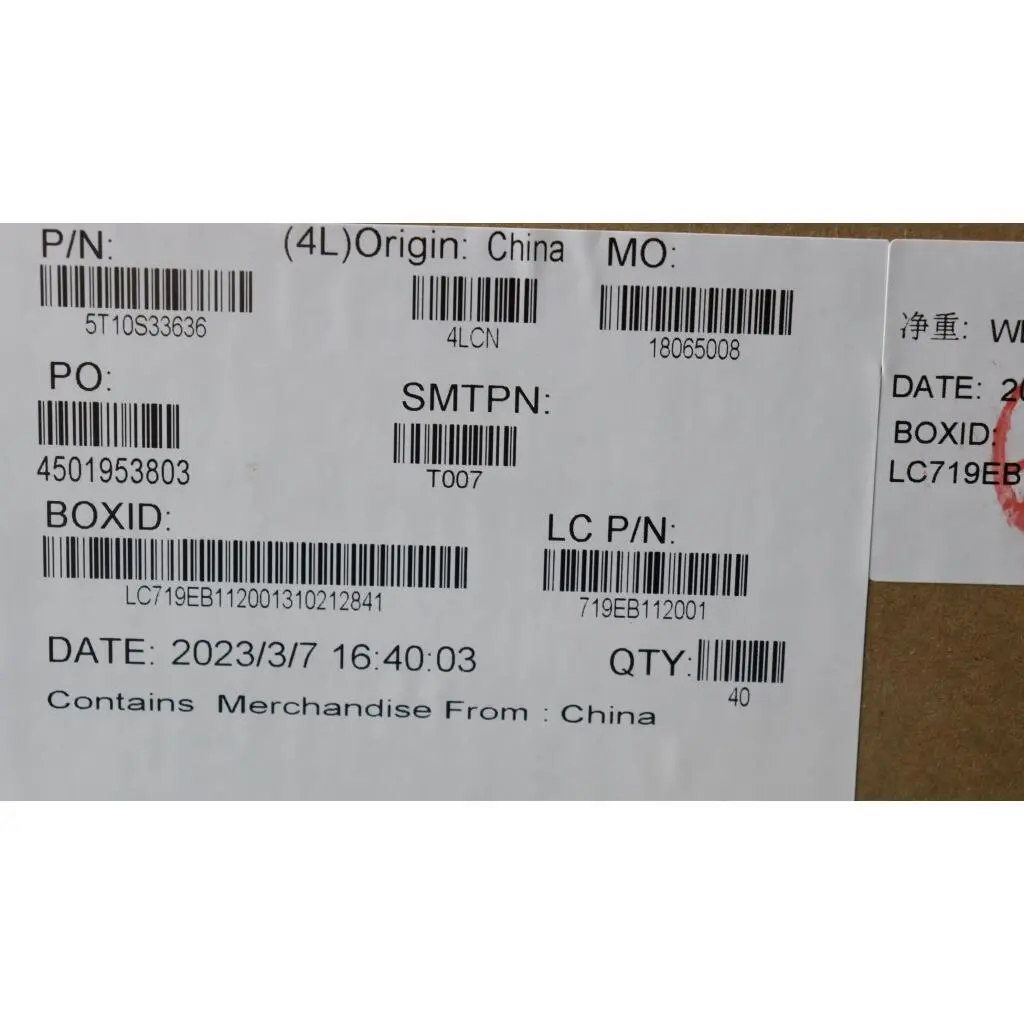 P/N: (4L)Origin: China MO:
5T10S33636 4LCN 18065008
PO: SMTPN:
4501953803 T007
BOXID: LC P/N:
LC719EB112001310212841 719EB112001
DATE: 2023/3/7 16:40:03 QTY:
40
Contains Merchandise From : China
净重:
DATE:
BOXID:
LC719EB